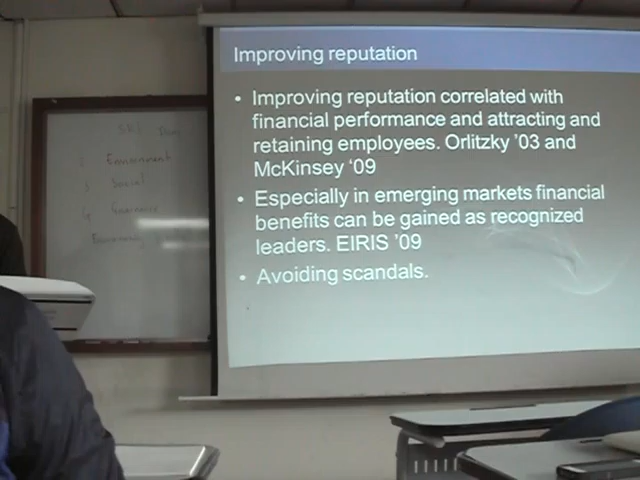 Improving reputation
• Improving reputation correlated with
financial performance and attracting and
retaining employees. Orlitzky '03 and
McKinsey '09
• Especially in emerging markets financial
benefits can be gained as recognized
leaders. EIRIS '09
• Avoiding scandals.
Environment
Social